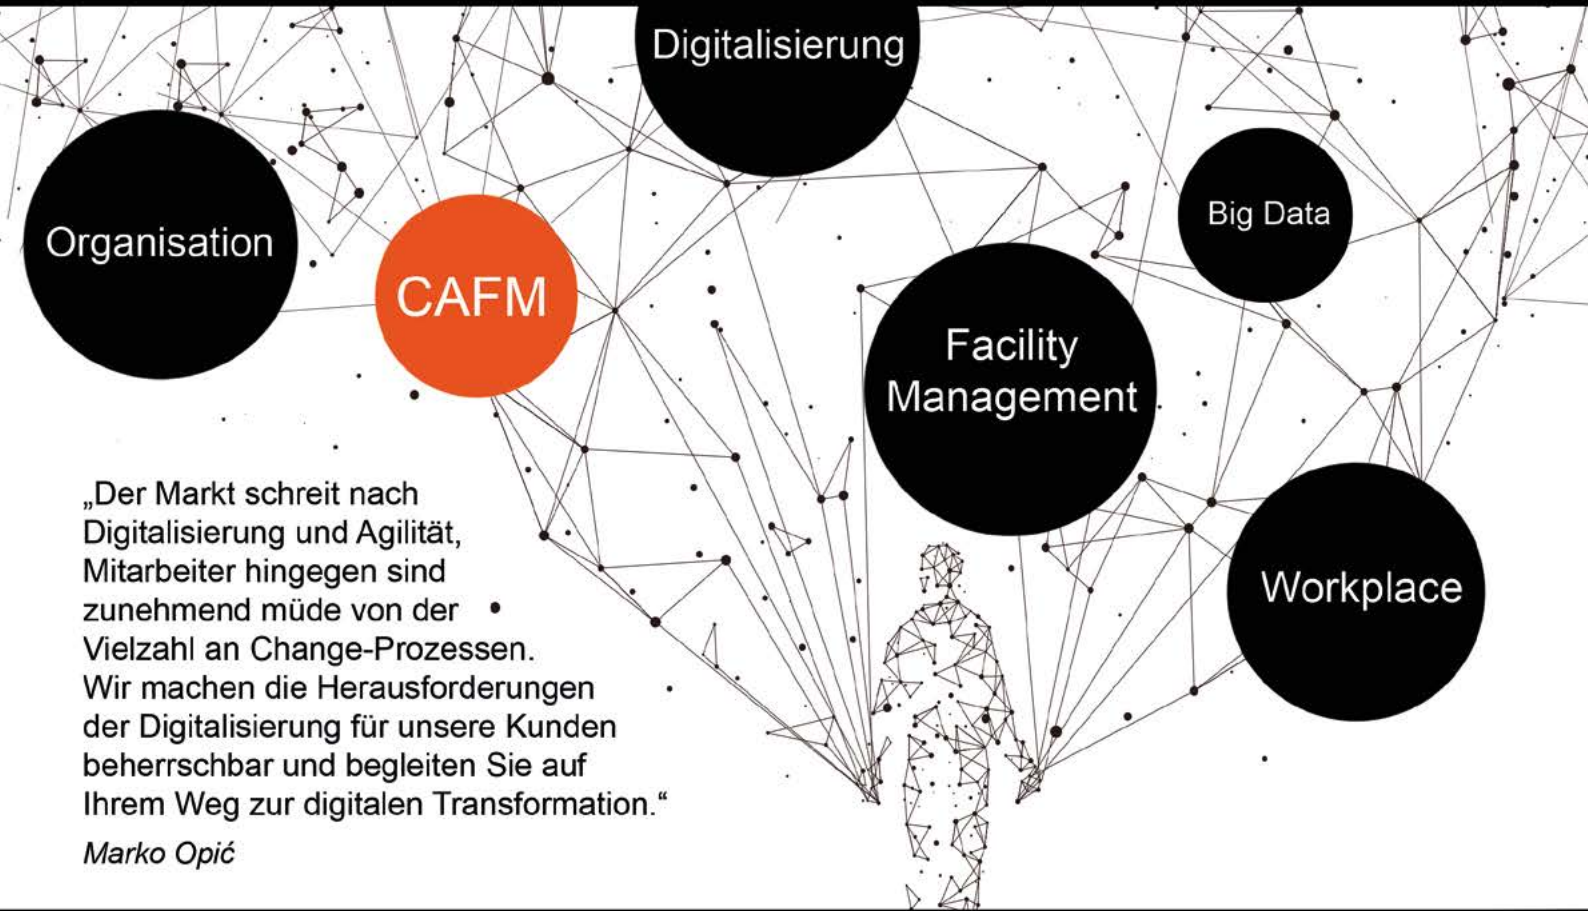 Digitalisierung
Organisation
CAFM
Big Data
Facility
Management
Workplace
„Der Markt schreit nach
Digitalisierung und Agilität,
Mitarbeiter hingegen sind
zunehmend müde von der
Vielzahl an Change-Prozessen.
Wir machen die Herausforderungen
der Digitalisierung für unsere Kunden
beherrschbar und begleiten Sie auf
Ihrem Weg zur digitalen Transformation.“
Marko Opić